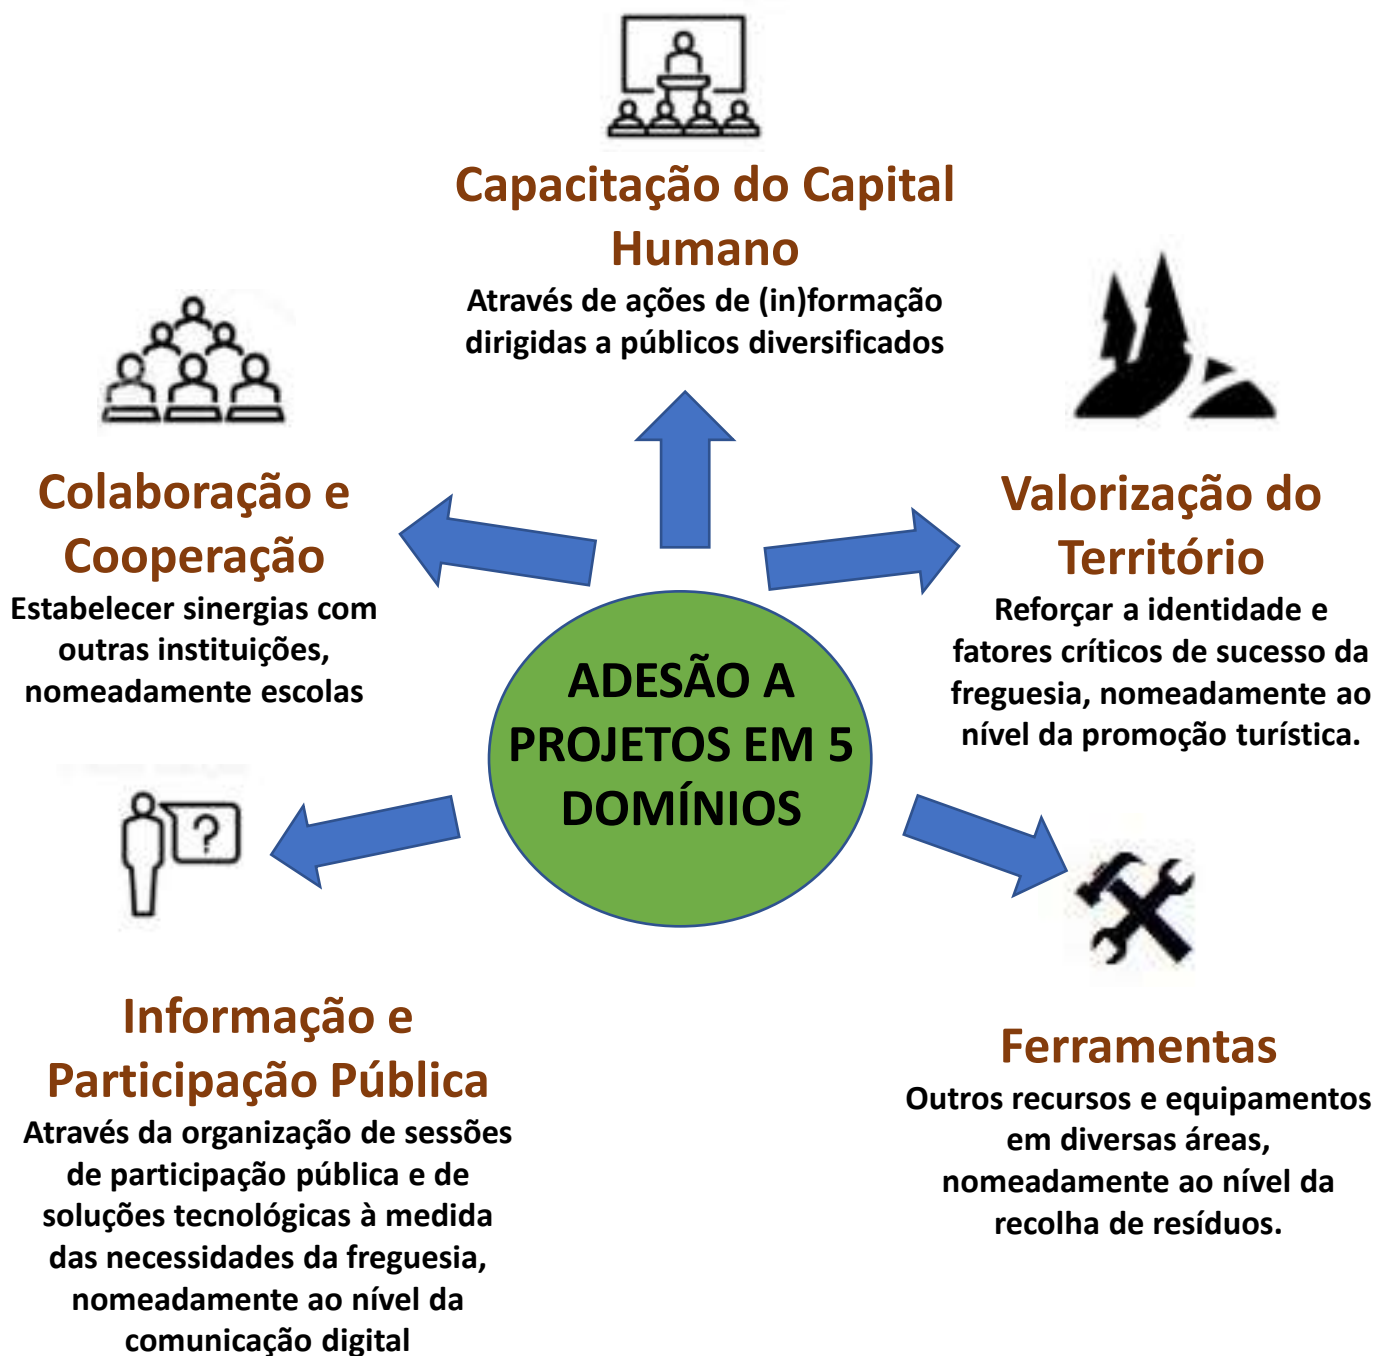 Capacitação do Capital
Humano
Através de ações de (in)formação
dirigidas a públicos diversificados
Colaboração e
Cooperação
Estabelecer sinergias com
outras instituições,
nomeadamente escolas
Valorização do
Território
Reforçar a identidade e
fatores críticos de sucesso da
freguesia, nomeadamente ao
nível da promoção turística.
ADESÃO A
PROJETOS EM 5
DOMÍNIOS
?
Informação e
Participação Pública
Através da organização de sessões
de participação pública e de
soluções tecnológicas à medida
das necessidades da freguesia,
nomeadamente ao nível da
comunicação digital
Ferramentas
Outros recursos e equipamentos
em diversas áreas,
nomeadamente ao nível da
recolha de resíduos.